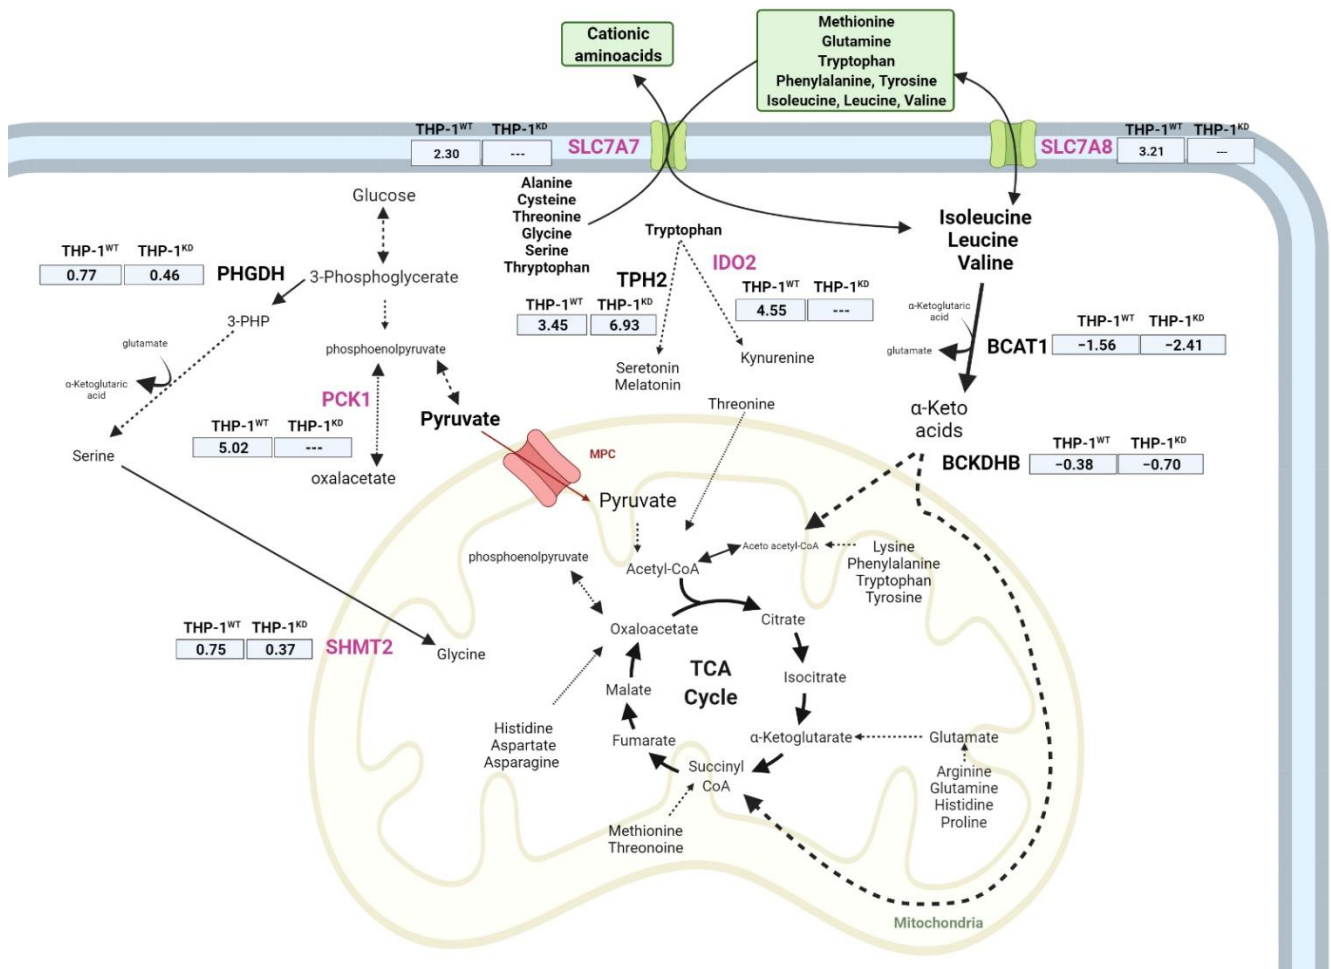 Cationic
aminoacids
Methionine
Glutamine
Tryptophan
Phenylalanine, Tyrosine
Isoleucine, Leucine, Valine
THP-1WT THP-1KD
2.30 ---
SLC7A7
SLC7A8
THP-1WT THP-1KD
3.21 ---
Alanine
Cysteine
Threonine
Glycine
Serine
Thryptophan
Glucose
THP-1WT THP-1KD
0.77 0.46
PHGDH
3-Phosphoglycerate
3-PHP
glutamate
α-Ketoglutaric
acid
Serine
phosphoenolpyruvate
PCK1
THP-1WT THP-1KD
5.02 ---
oxalacetate
Pyruvate
MPC
Tryptophan
TPH2
THP-1WT THP-1KD
3.45 6.93
IDO2
THP-1WT THP-1KD
4.55 ---
Seretonin
Melatonin
Kynurenine
Threonine
Isoleucine
Leucine
Valine
α-Ketoglutaric
acid
glutamate
BCAT1
THP-1WT THP-1KD
−1.56 −2.41
α-Keto
acids
BCKDHB
THP-1WT THP-1KD
−0.38 −0.70
Pyruvate
phosphoenolpyruvate
Acetyl-CoA
Aceto acetyl-CoA
Lysine
Phenylalanine
Tryptophan
Tyrosine
THP-1WT THP-1KD
0.75 0.37
SHMT2
Glycine
Oxaloacetate
Citrate
TCA
Cycle
Malate
Isocitrate
Histidine
Aspartate
Asparagine
Fumarate
α-Ketoglutarate
Glutamate
Succinyl
CoA
Arginine
Glutamine
Histidine
Proline
Methionine
Threonoine
Mitochondria